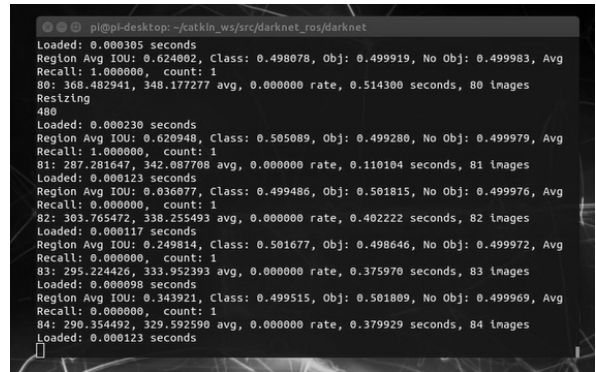 pi@pi-desktop: ~/catkin_ws/src/darknet_ros/darknet
Loaded: 0.000305 seconds
Region Avg IOU: 0.624002, Class: 0.498078, Obj: 0.499919, No Obj: 0.499983, Avg
Recall: 1.000000,  count: 1
80: 368.482941, 348.177277 avg, 0.000000 rate, 0.514300 seconds, 80 images
Resizing
480
Loaded: 0.000230 seconds
Region Avg IOU: 0.620948, Class: 0.505089, Obj: 0.499280, No Obj: 0.499979, Avg
Recall: 1.000000,  count: 1
81: 287.281647, 342.087708 avg, 0.000000 rate, 0.110104 seconds, 81 images
Loaded: 0.000123 seconds
Region Avg IOU: 0.036077, Class: 0.499486, Obj: 0.501815, No Obj: 0.499976, Avg
Recall: 0.000000,  count: 1
82: 303.765472, 338.255493 avg, 0.000000 rate, 0.402222 seconds, 82 images
Loaded: 0.000117 seconds
Region Avg IOU: 0.249814, Class: 0.501677, Obj: 0.498646, No Obj: 0.499972, Avg
Recall: 0.000000,  count: 1
83: 295.224426, 333.952393 avg, 0.000000 rate, 0.375970 seconds, 83 images
Loaded: 0.000098 seconds
Region Avg IOU: 0.343921, Class: 0.499515, Obj: 0.501809, No Obj: 0.499969, Avg
Recall: 0.000000,  count: 1
84: 290.354492, 329.592590 avg, 0.000000 rate, 0.379929 seconds, 84 images
Loaded: 0.000123 seconds